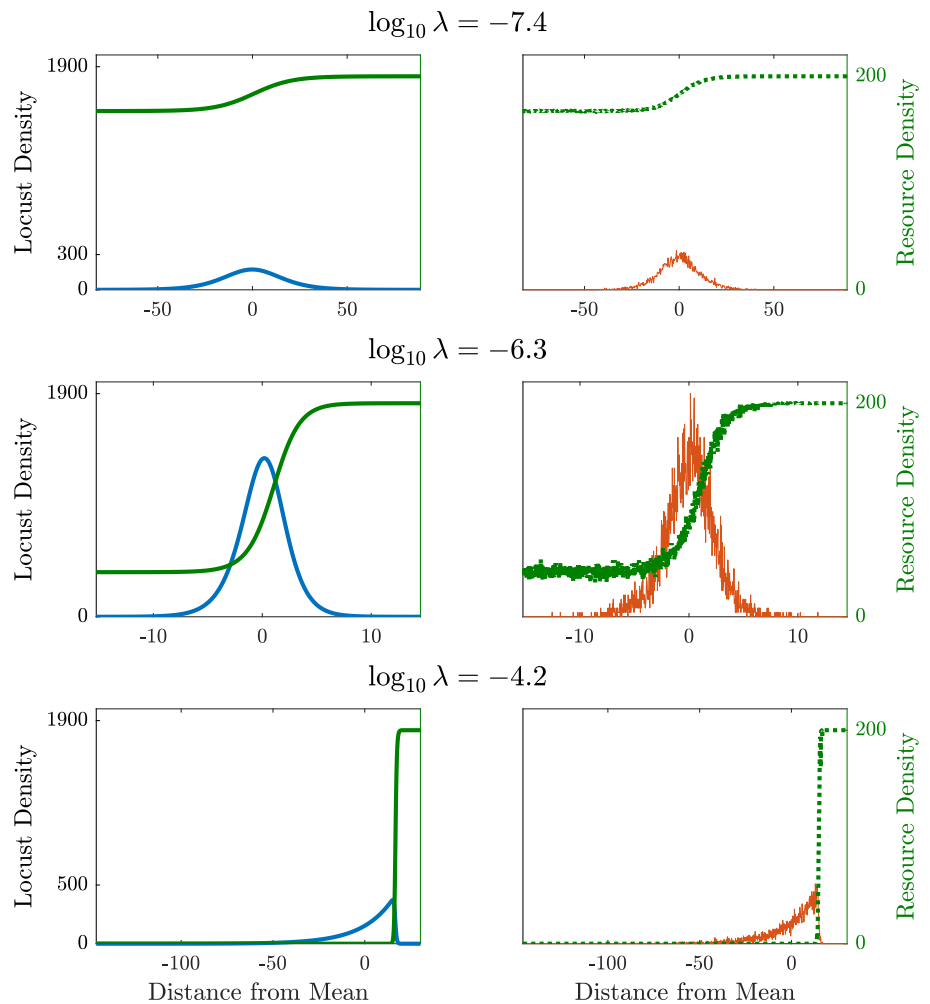 log₁₀ λ = −7.4
1900
300
0
Locust Density
-50 0 50
200
0
Resource Density
-50 0 50
log₁₀ λ = −6.3
1900
0
Locust Density
-10 0 10
200
0
Resource Density
-10 0 10
log₁₀ λ = −4.2
1900
500
0
Locust Density
-100 -50 0
Distance from Mean
200
0
Resource Density
-100 -50 0
Distance from Mean